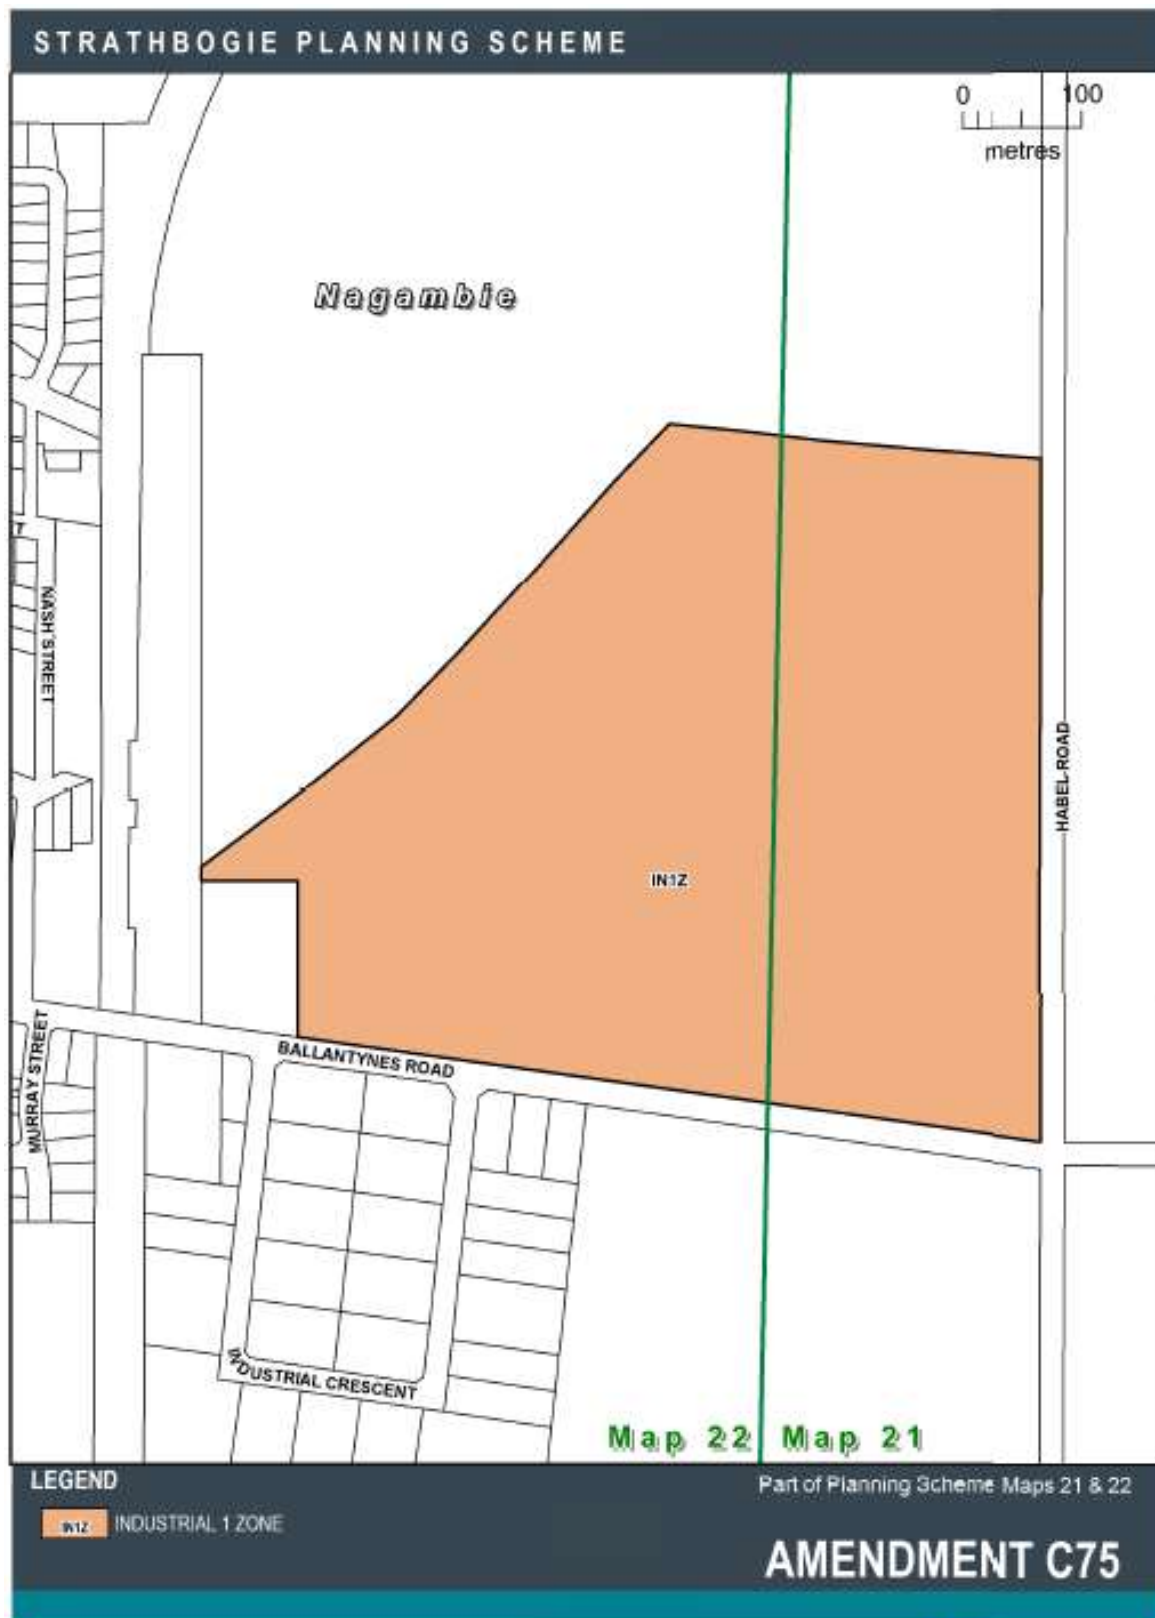 STRATHBOGIE PLANNING SCHEME
0 100
metres
Nagambie
T
NASH STREET
HABEL ROAD
IN1Z
BALLANTYNES ROAD
MURRAY STREET
INDUSTRIAL CRESCENT
Map 22 Map 21
LEGEND
Part of Planning Scheme Maps 21 & 22
IN1Z INDUSTRIAL 1 ZONE
AMENDMENT C75